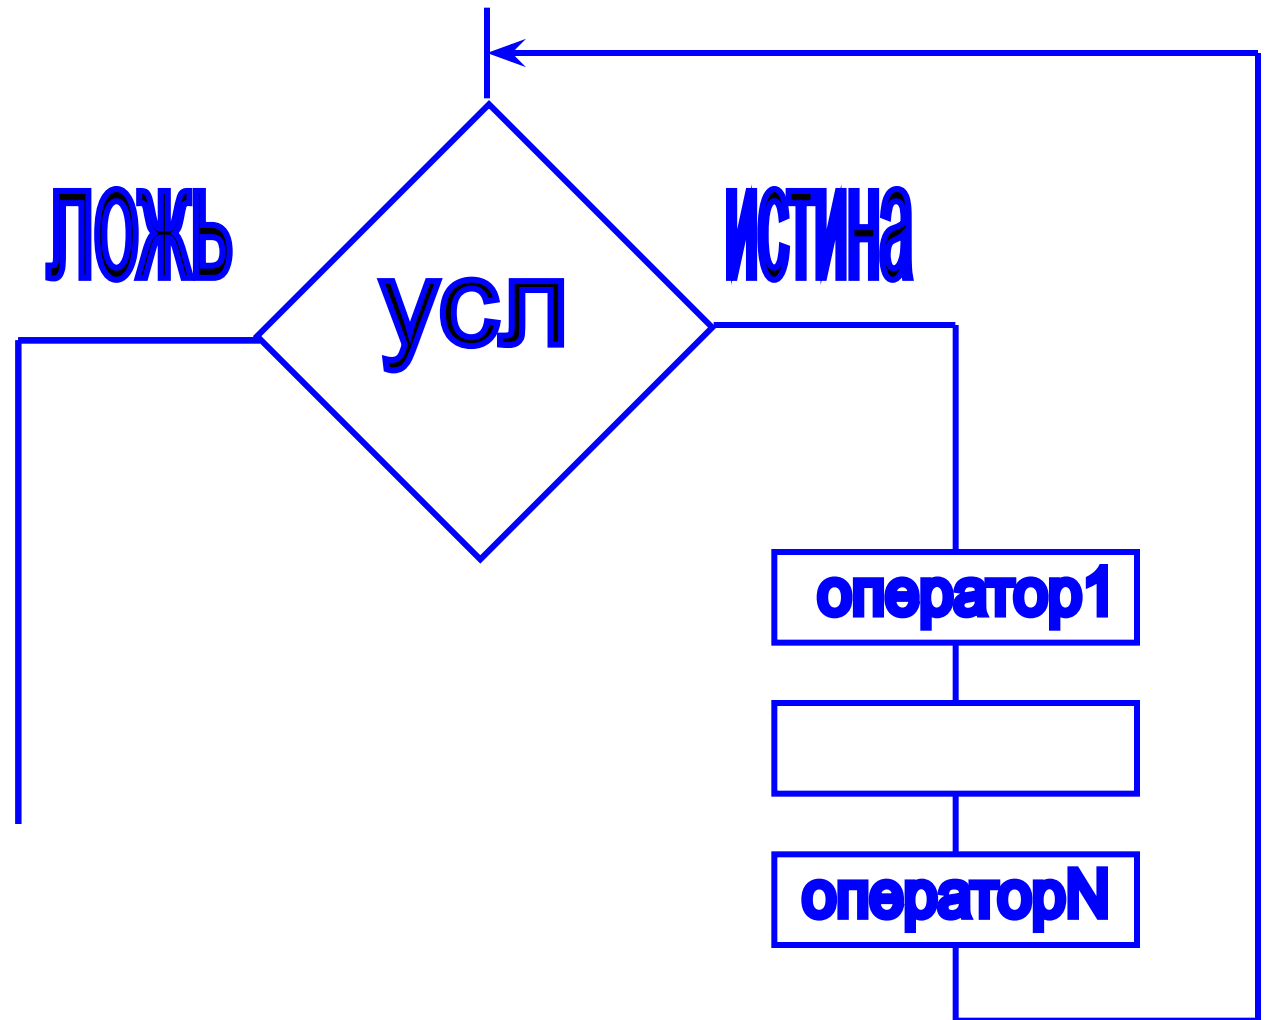 ложь
истина
усл
оператор1
операторN